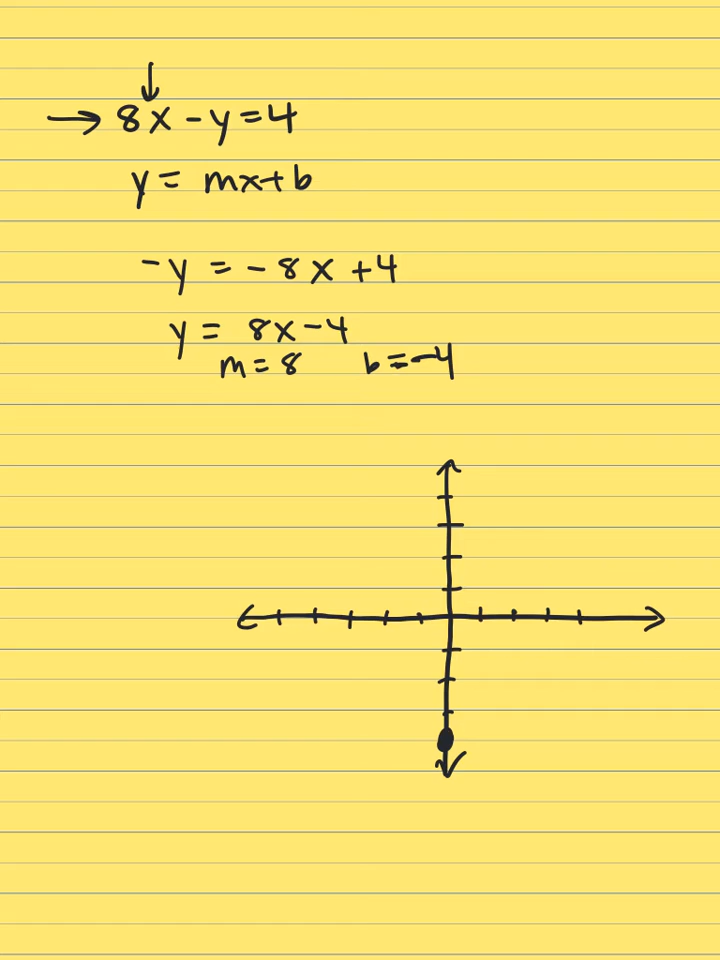 8x - y = 4
y = mx + b
-y = -8x + 4
y = 8x - 4
m = 8 b = -4